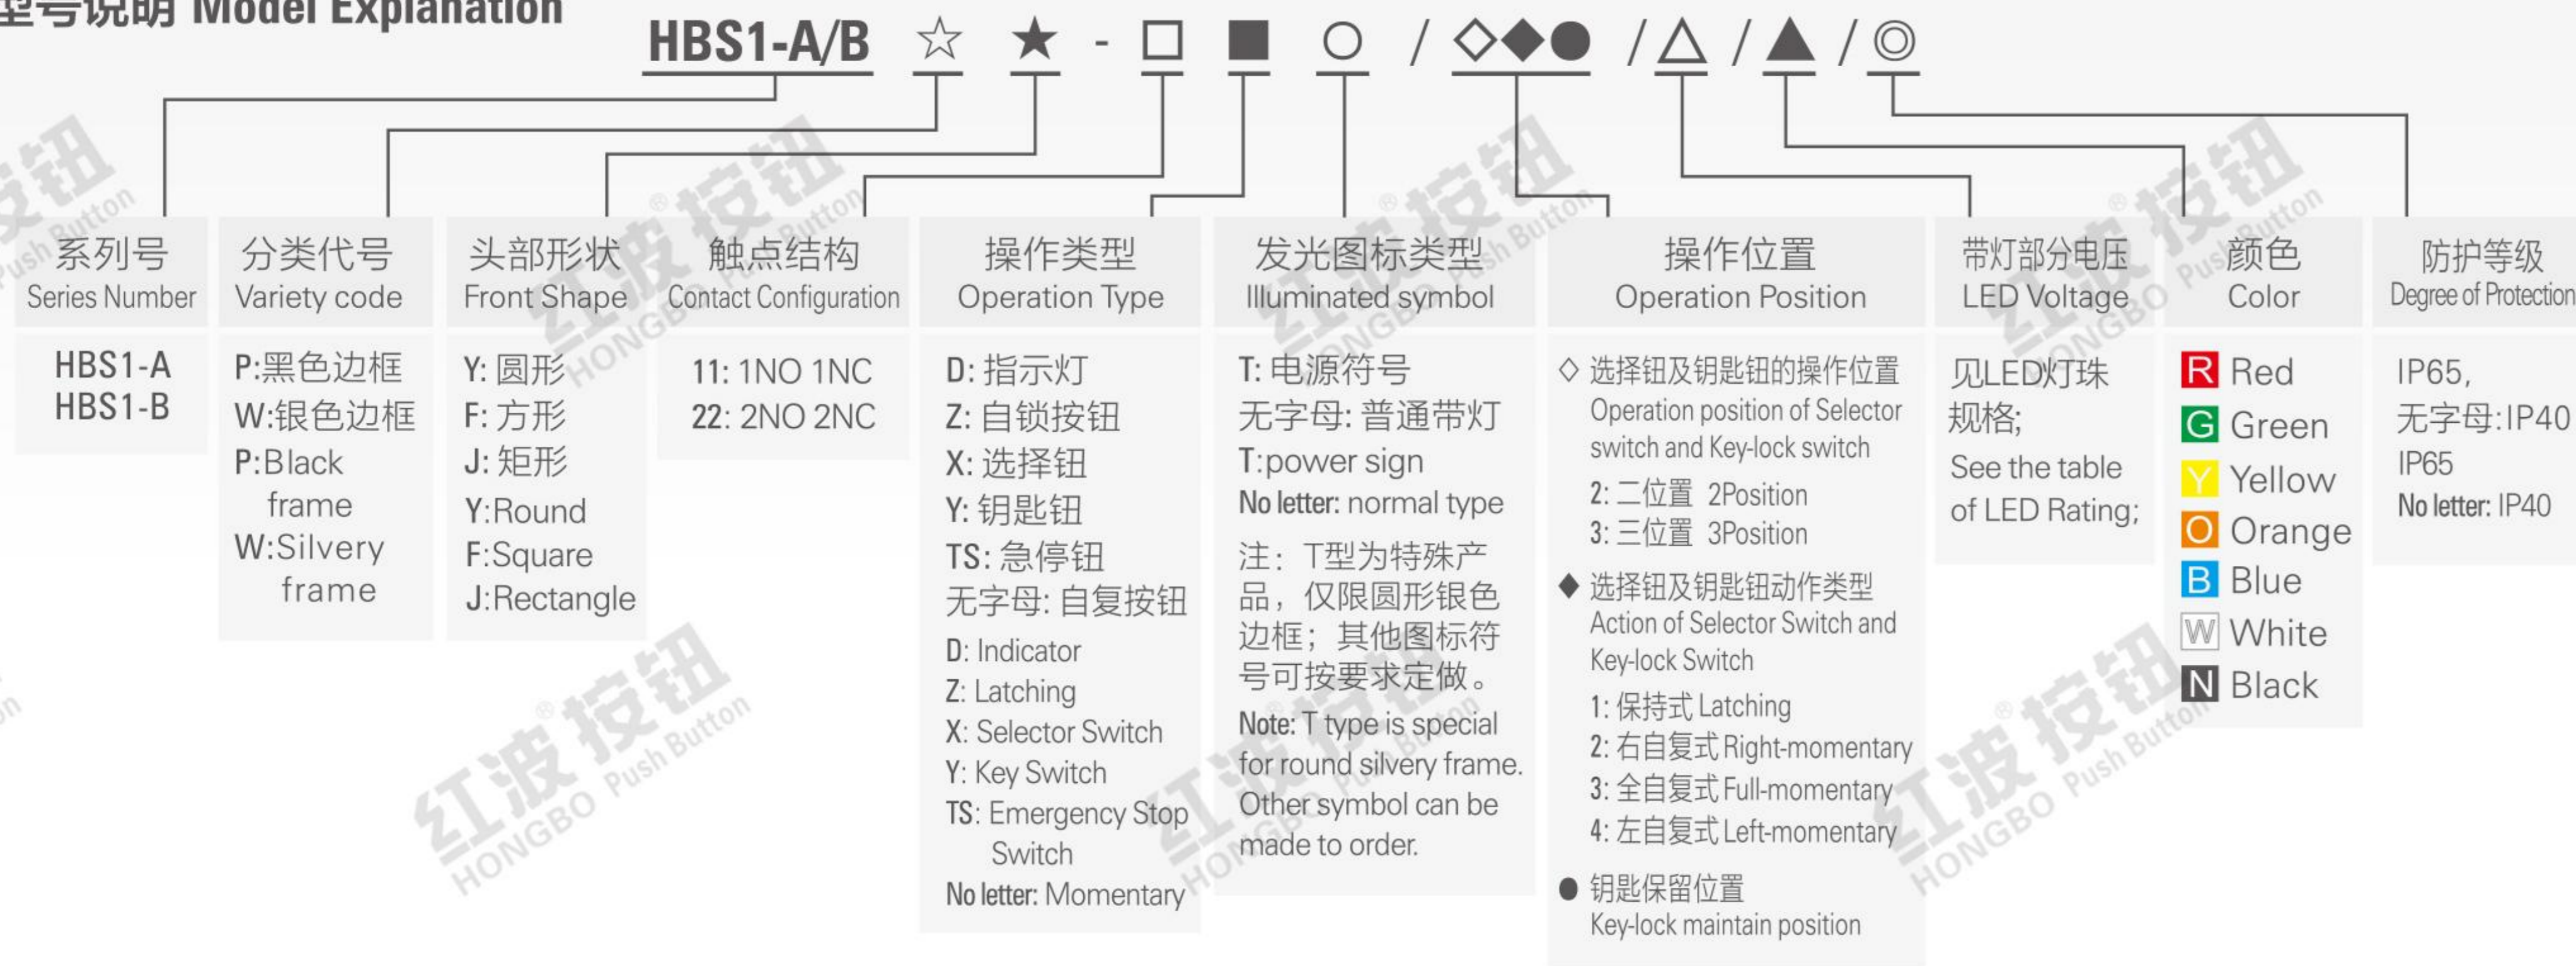 型号说明 Model Explanation
HBS1-A/B ☆ ★ - □ ■ ○ / ◇◆● / △ / ▲ / ◎
系列号
Series Number
HBS1-A
HBS1-B
分类代号
Variety code
P:黑色边框
W:银色边框
P:Black
frame
W:Silvery
frame
头部形状
Front Shape
Y: 圆形
F: 方形
J: 矩形
Y:Round
F:Square
J:Rectangle
触点结构
Contact Configuration
11: 1NO 1NC
22: 2NO 2NC
操作类型
Operation Type
D: 指示灯
Z: 自锁按钮
X: 选择钮
Y: 钥匙钮
TS: 急停钮
无字母: 自复按钮
D: Indicator
Z: Latching
X: Selector Switch
Y: Key Switch
TS: Emergency Stop
Switch
No letter: Momentary
发光图标类型
Illuminated symbol
T: 电源符号
无字母: 普通带灯
T:power sign
No letter: normal type
注：T型为特殊产
品，仅限圆形银色
边框；其他图标符
号可按要求定做。
Note: T type is special
for round silvery frame.
Other symbol can be
made to order.
操作位置
Operation Position
◇ 选择钮及钥匙钮的操作位置
Operation position of Selector
switch and Key-lock switch
2: 二位置 2Position
3: 三位置 3Position
◆ 选择钮及钥匙钮动作类型
Action of Selector Switch and
Key-lock Switch
1: 保持式 Latching
2: 右自复式 Right-momentary
3: 全自复式 Full-momentary
4: 左自复式 Left-momentary
● 钥匙保留位置
Key-lock maintain position
带灯部分电压
LED Voltage
见LED灯珠
规格;
See the table
of LED Rating;
颜色
Color
R Red
G Green
Y Yellow
O Orange
B Blue
W White
N Black
防护等级
Degree of Protection
IP65,
无字母:IP40
IP65
No letter: IP40
红波®按钮
HONGBO Push Button